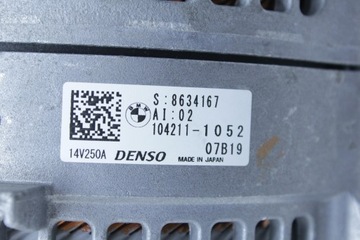 S:8634167
AI:02
104211-1052
07B19
14V250A DENSO MADE IN JAPAN